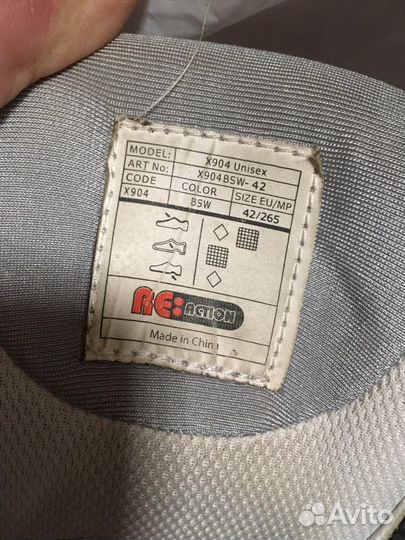 MODEL: X904 Unisex
ART No: X904BSW- 42
CODE COLOR SIZE EU/MP
X904 BSW 42/265
RE: ACTION
Made in China
Avito